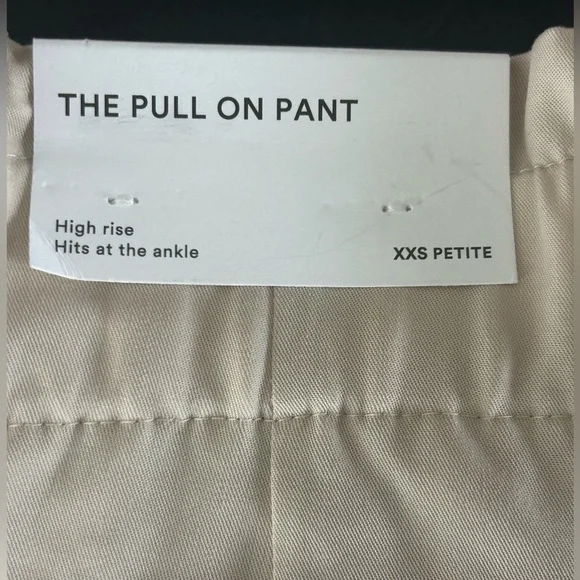 THE PULL ON PANT
High rise
Hits at the ankle
XXS PETITE